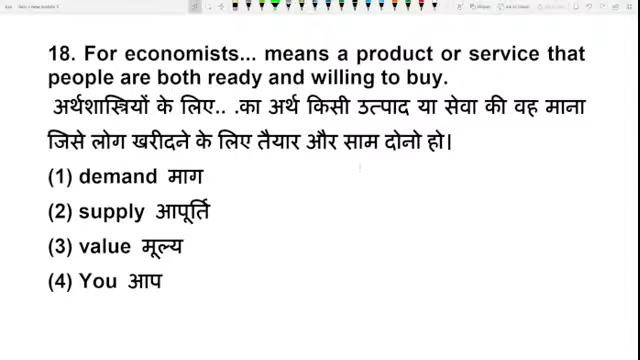 18. For economists... means a product or service that
people are both ready and willing to buy.
अर्थशास्त्रियों के लिए.. .का अर्थ किसी उत्पाद या सेवा की वह माना
जिसे लोग खरीदने के लिए तैयार और साम दोनो हो।
(1) demand माग
(2) supply आपूर्ति
(3) value मूल्य
(4) You आप